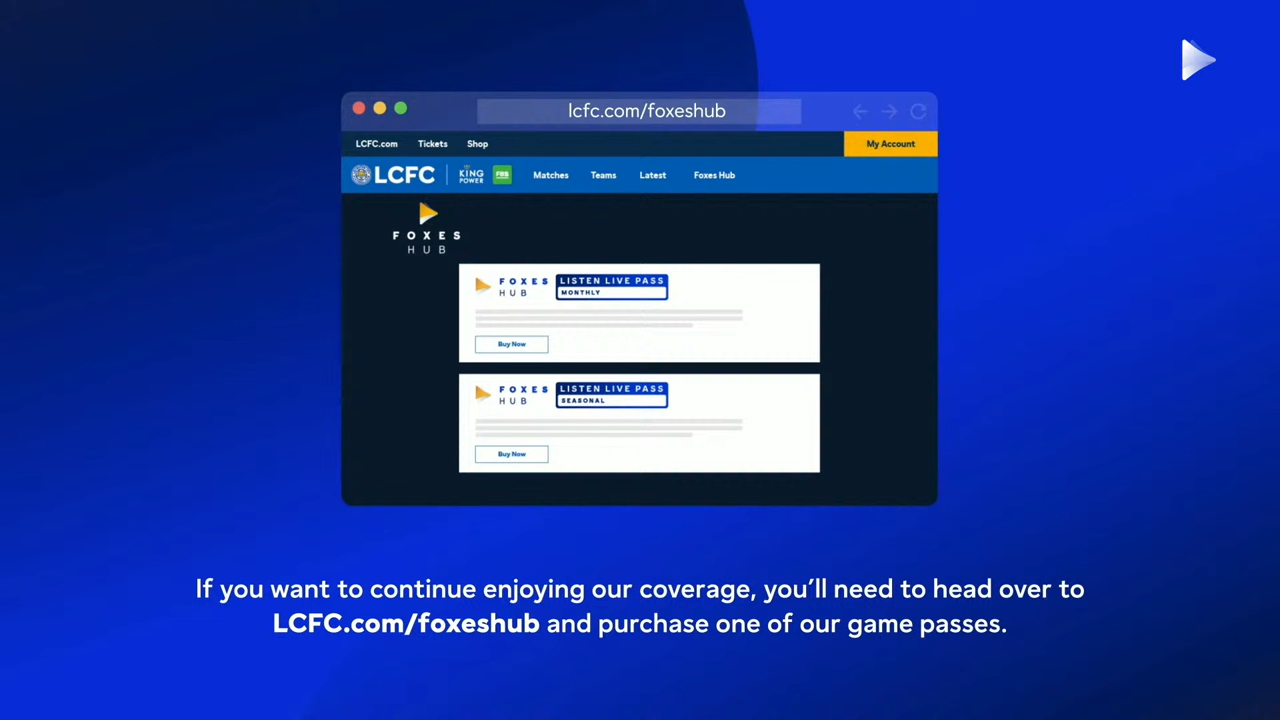 lcfc.com/foxeshub
LCFC.com Tickets Shop My Account
LCFC KING POWER FBS Matches Teams Latest Foxes Hub
FOXES
HUB
FOXES HUB LISTEN LIVE PASS
MONTHLY
Buy Now
FOXES HUB LISTEN LIVE PASS
SEASONAL
Buy Now
If you want to continue enjoying our coverage, you'll need to head over to
LCFC.com/foxeshub and purchase one of our game passes.